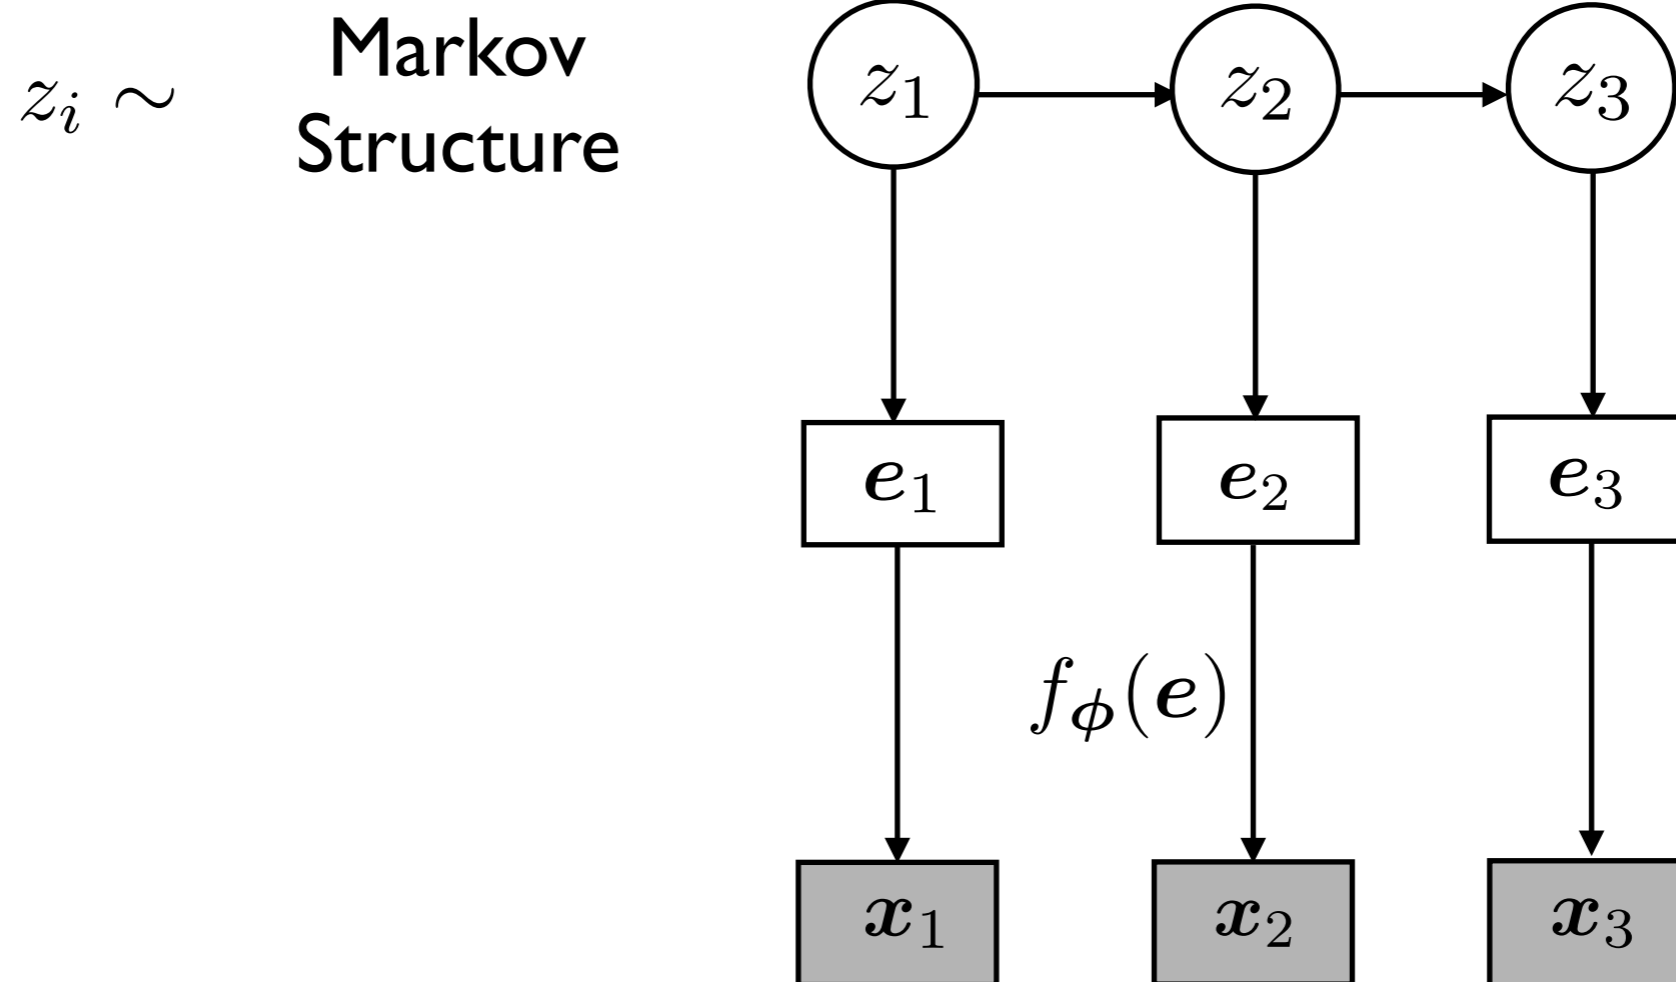 z_i ∼
Markov
Structure
z_1 z_2 z_3
e_1 e_2 e_3
f_ϕ(e)
x_1 x_2 x_3